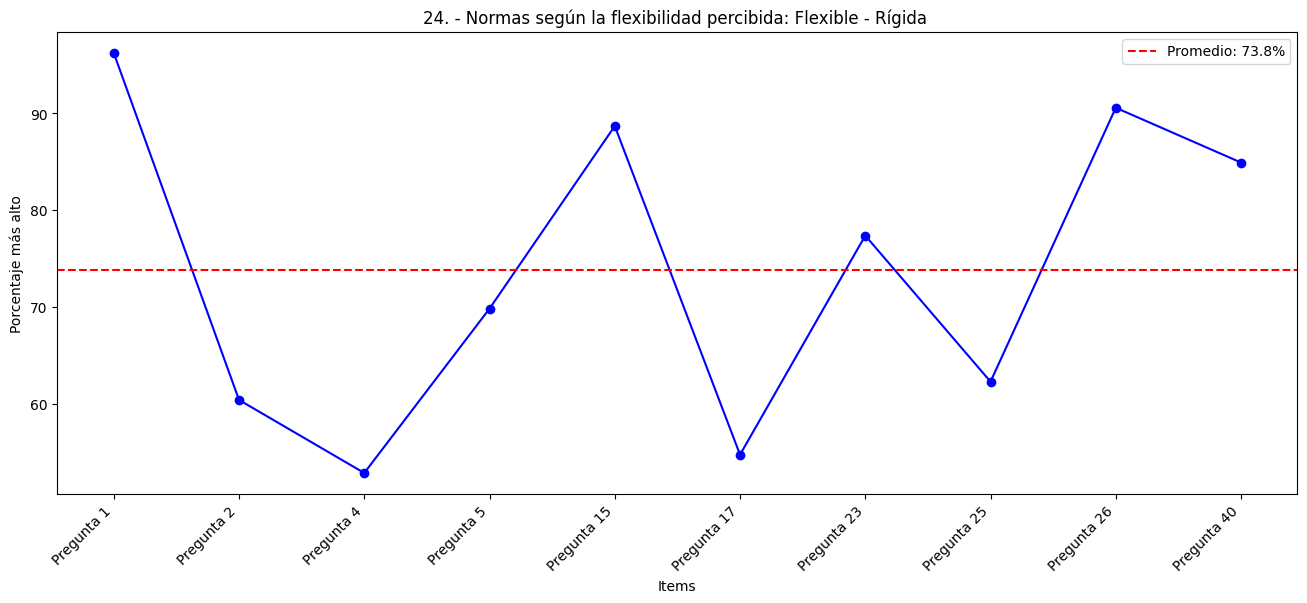 24. - Normas según la flexibilidad percibida: Flexible - Rígida
Promedio: 73.8%
Porcentaje más alto
90
80
70
60
Pregunta 1
Pregunta 2
Pregunta 4
Pregunta 5
Pregunta 15
Pregunta 17
Pregunta 23
Pregunta 25
Pregunta 26
Pregunta 40
Items